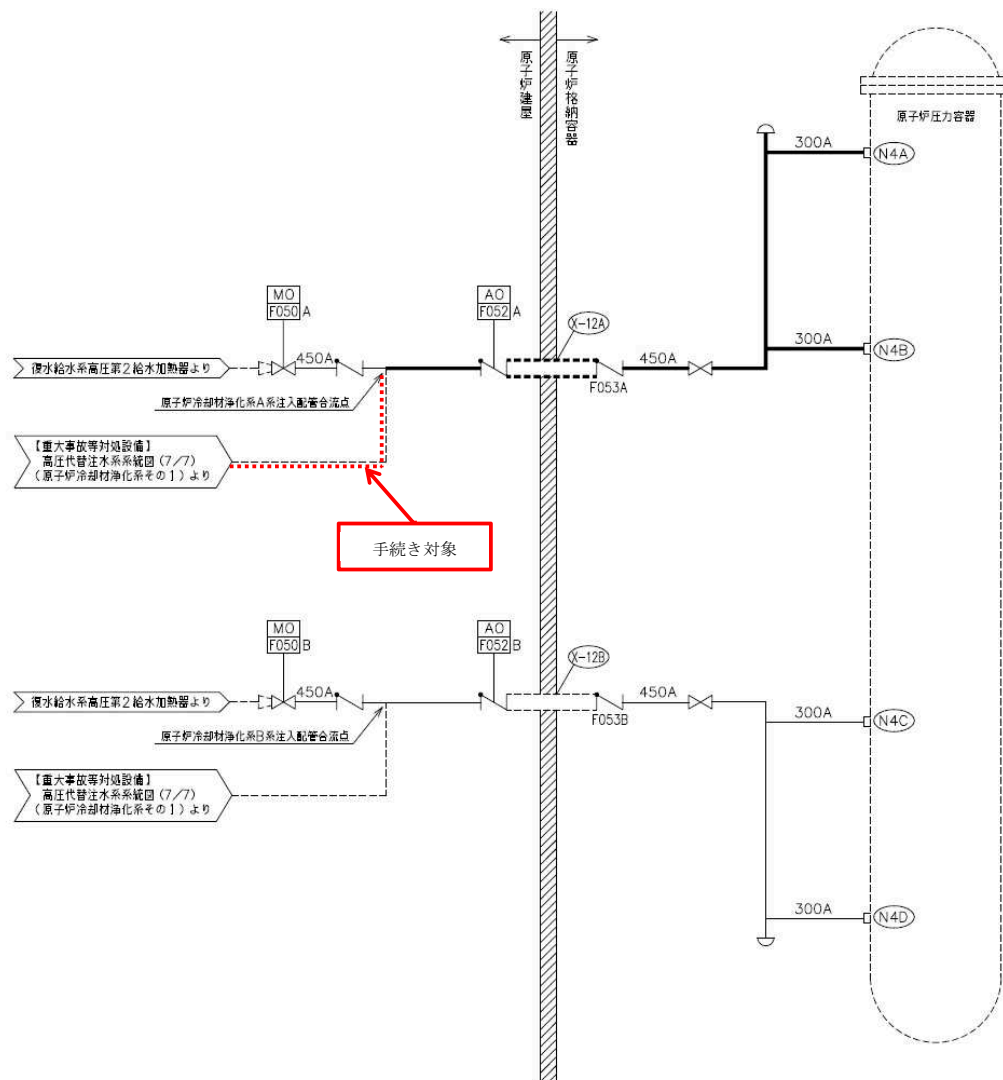 原子炉建屋
原子炉格納容器
原子炉圧力容器
300A
N4A
MO
F050 A
AO
F052 A
X-12A
300A
N4B
復水給水系高圧第2給水加熱器より
450A
450A
F053A
原子炉冷却材浄化系A系注入配管合流点
【重大事故等対処設備】
高圧代替注水系系統図(7/7)
(原子炉冷却材浄化系その1)より
手続き対象
MO
F050 B
AO
F052 B
X-12B
復水給水系高圧第2給水加熱器より
450A
450A
F053B
300A
N4C
原子炉冷却材浄化系B系注入配管合流点
【重大事故等対処設備】
高圧代替注水系系統図(7/7)
(原子炉冷却材浄化系その1)より
300A
N4D